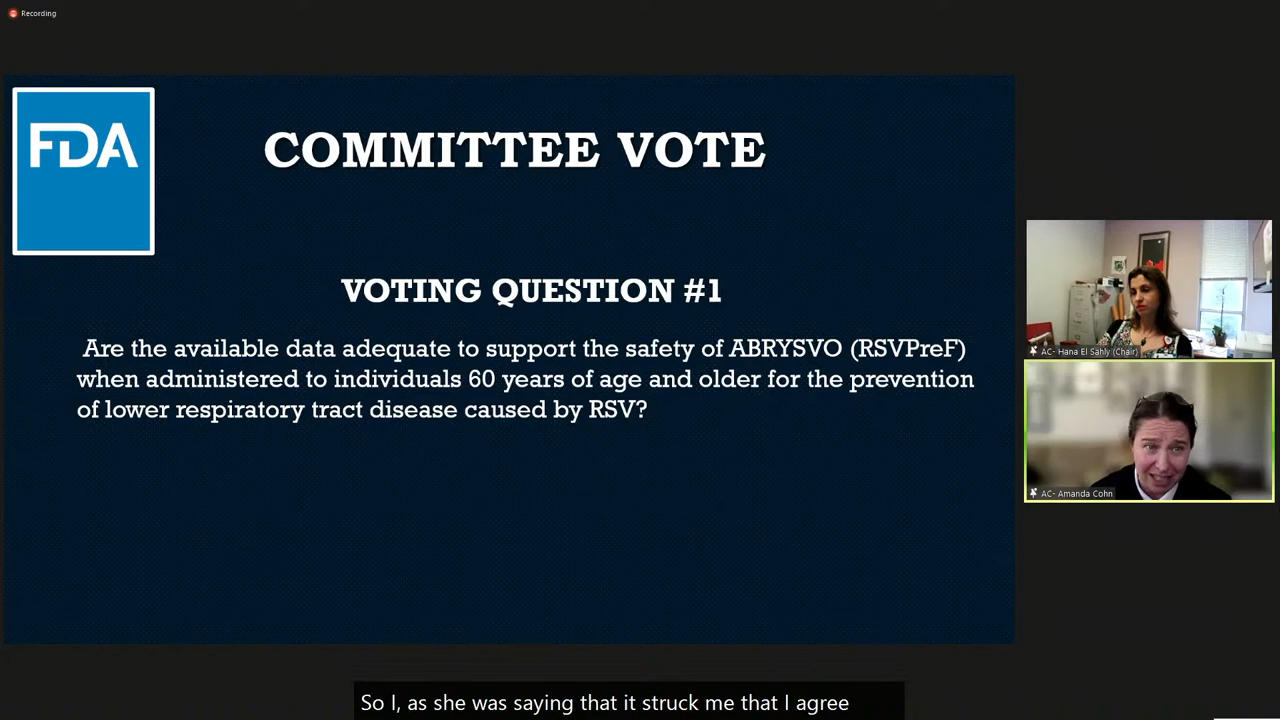 Recording
FDA
COMMITTEE VOTE
VOTING QUESTION #1
Are the available data adequate to support the safety of ABRYSVO (RSVPreF)
when administered to individuals 60 years of age and older for the prevention
of lower respiratory tract disease caused by RSV?
AC- Hana El Sahly (Chair)
AC- Amanda Cohn
So I, as she was saying that it struck me that I agree